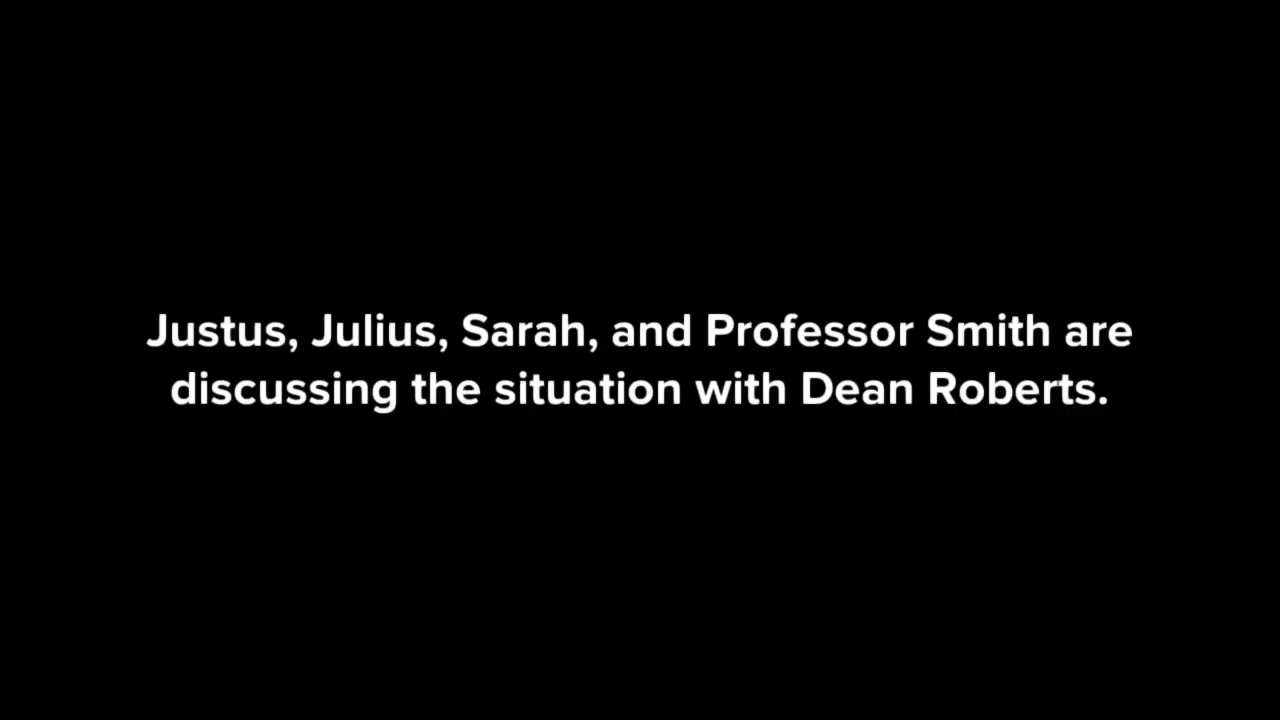 Justus, Julius, Sarah, and Professor Smith are
discussing the situation with Dean Roberts.